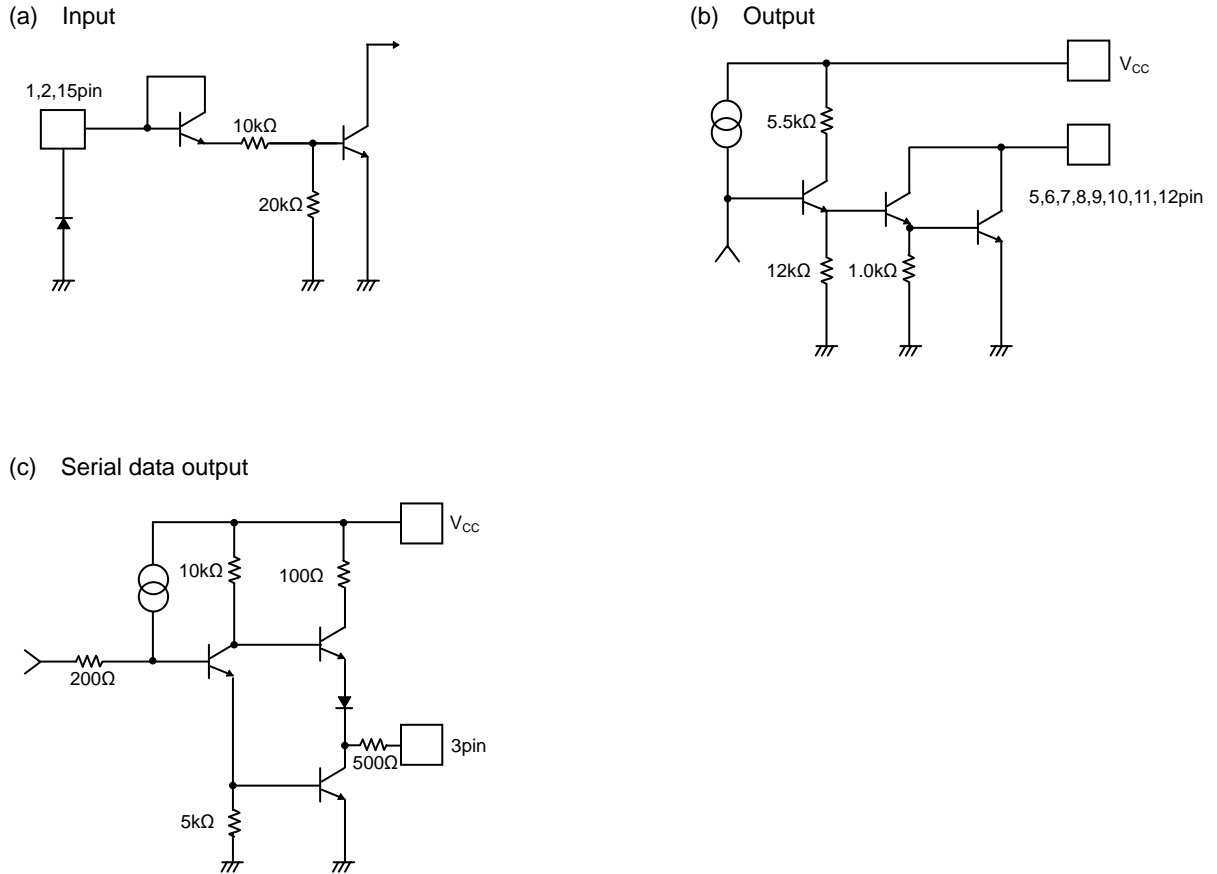 (a) Input
1,2,15pin
10kΩ
20kΩ
(b) Output
VCC
5.5kΩ
5,6,7,8,9,10,11,12pin
12kΩ
1.0kΩ
(c) Serial data output
VCC
10kΩ
100Ω
200Ω
3pin
500Ω
5kΩ